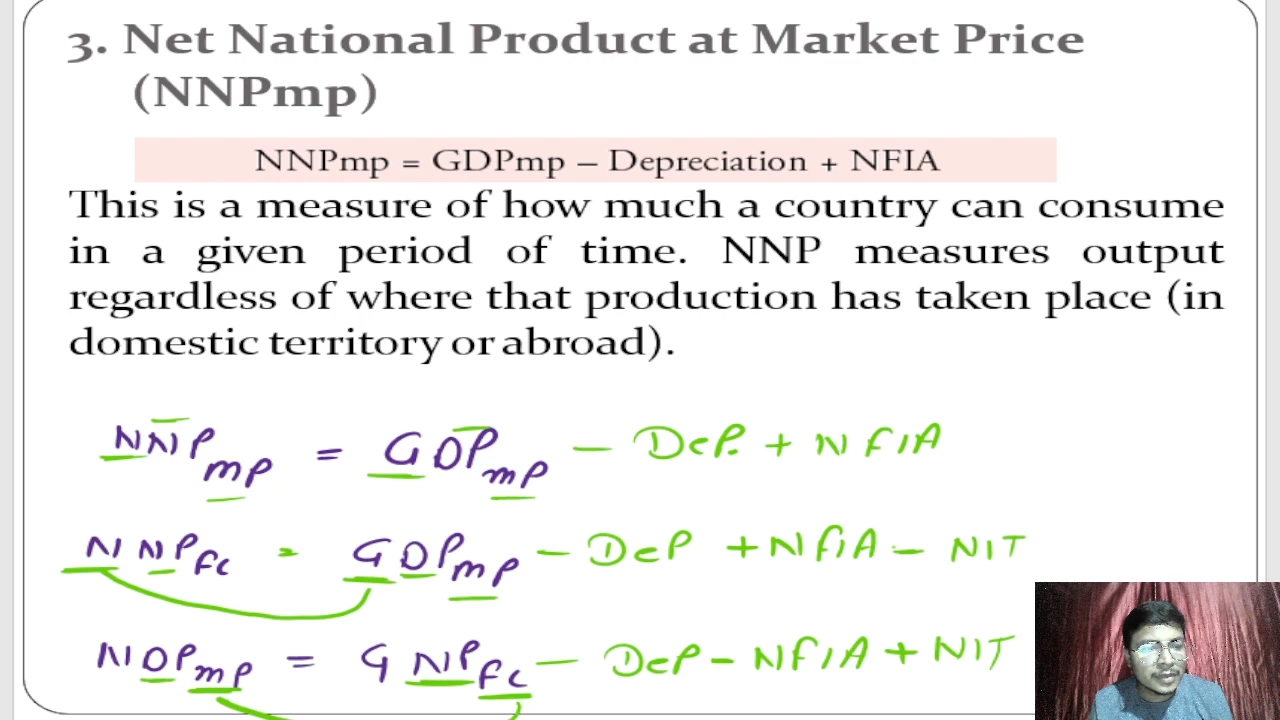 3. Net National Product at Market Price
(NNPmp)
NNPmp = GDPmp – Depreciation + NFIA
This is a measure of how much a country can consume
in a given period of time. NNP measures output
regardless of where that production has taken place (in
domestic territory or abroad).
NNPmp = GDPmp – Dep. + NFIA
NNPFC = GDPmp – DeP + NFIA – NIT
NDPmp = GNPFC – DeP – NFIA + NIT